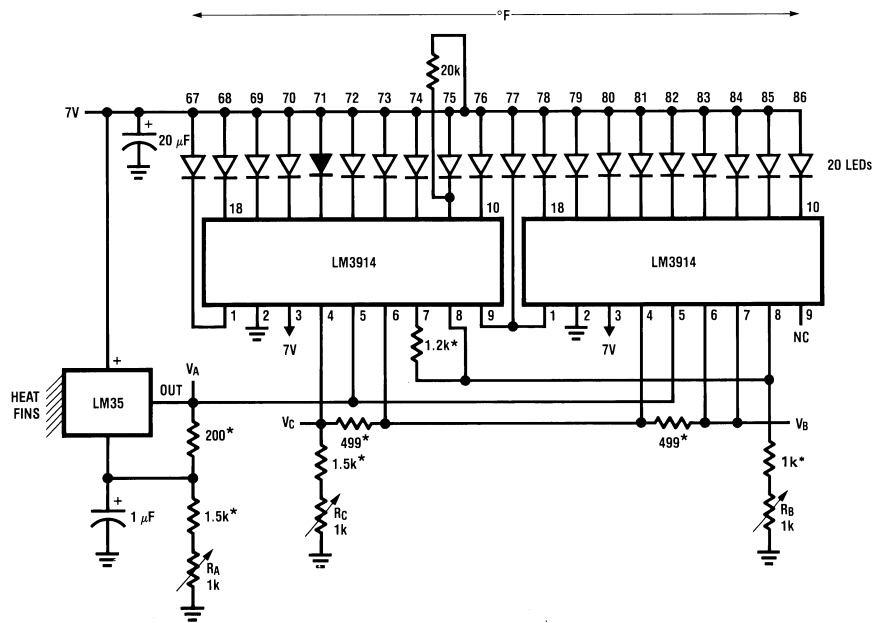 °F
20k
67 68 69 70 71 72 73 74 75 76 77 78 79 80 81 82 83 84 85 86
7V
+
20 μF
20 LEDs
18 10 18 10
LM3914 LM3914
1 2 3 4 5 6 7 8 9 1 2 3 4 5 6 7 8 9
7V 1.2k* 7V NC
+
VA
HEAT
FINS
LM35
OUT
200*
VC 499* 499* VB
1.5k* 1k*
+
1 μF
1.5k*
RC
1k
RB
1k
RA
1k